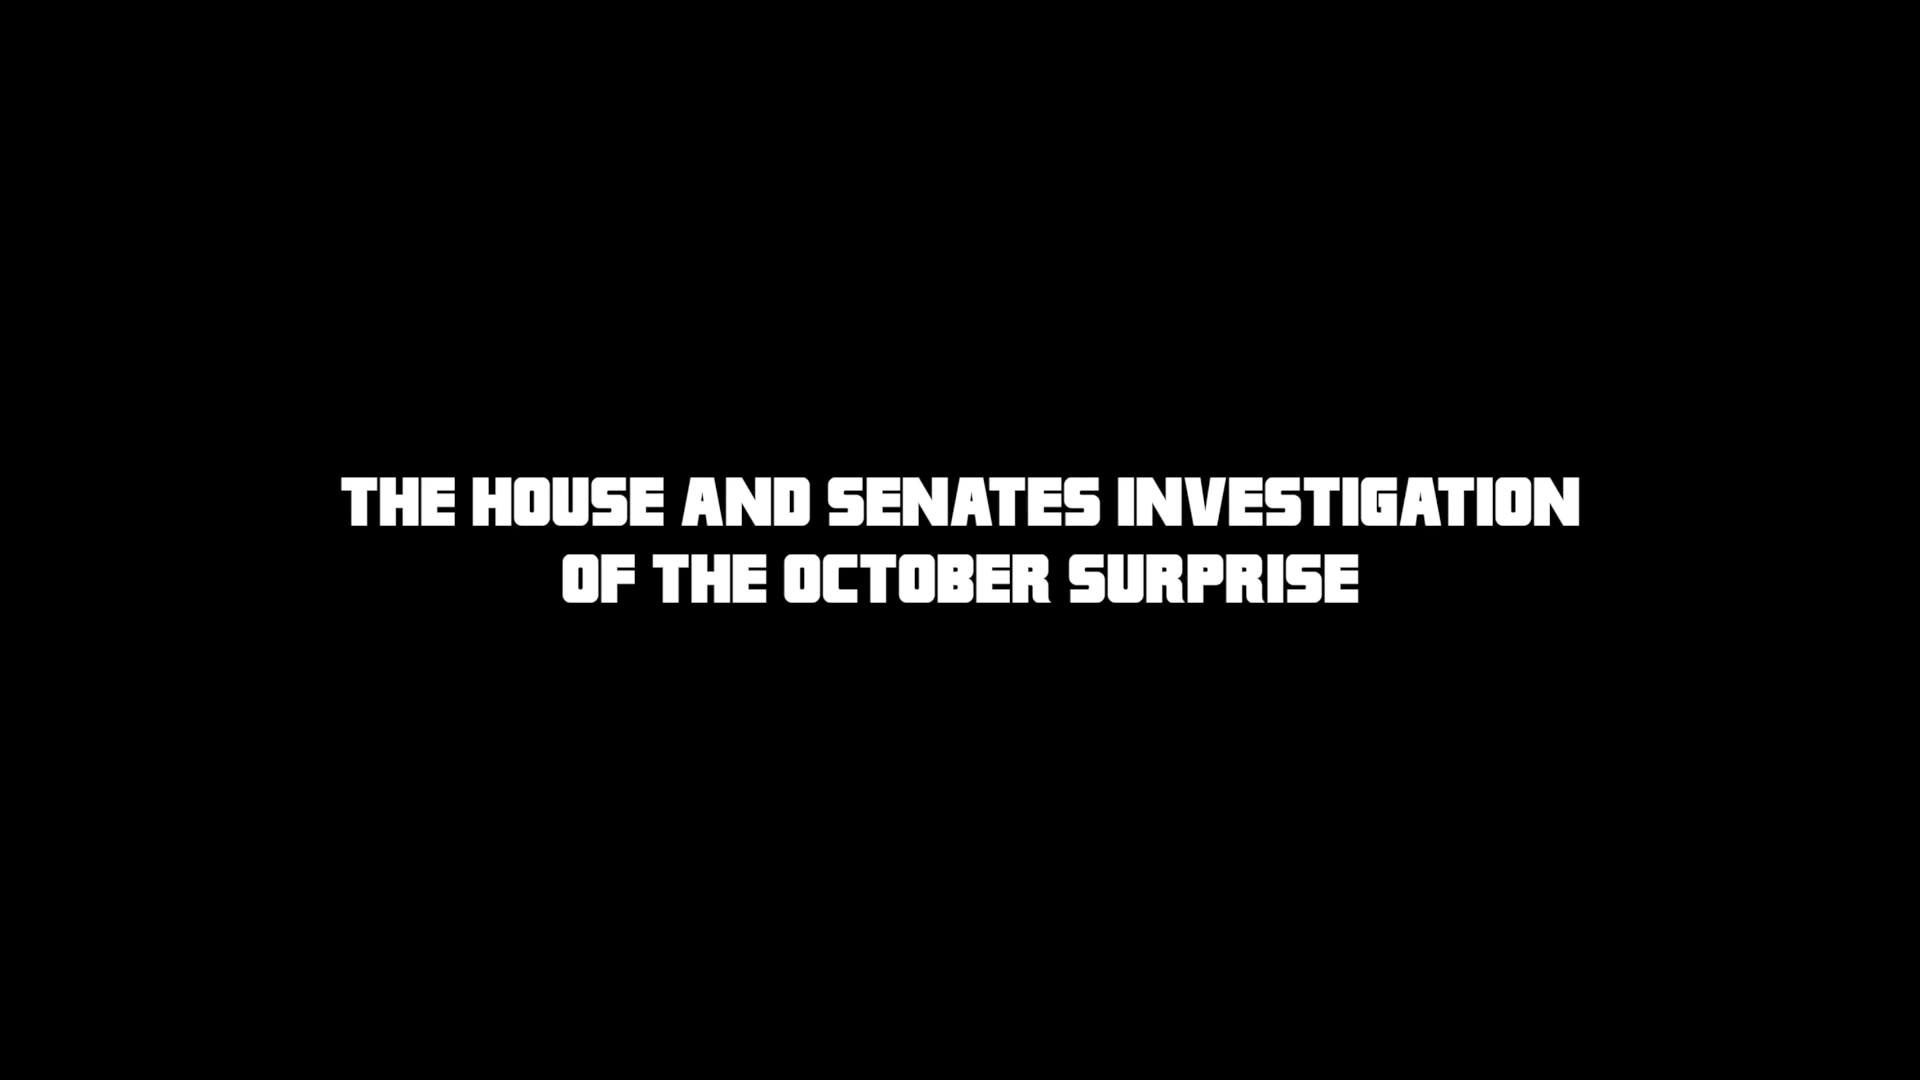 THE HOUSE AND SENATES INVESTIGATION
OF THE OCTOBER SURPRISE